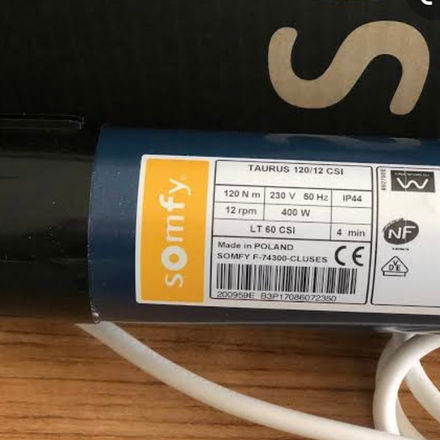 S
somfy
TAURUS 120/12 CSI
120 N m 230 V 50 Hz IP44
12 rpm 400 W
LT 60 CSI 4 min
Made in POLAND
SOMFY F-74300-CLUSES CE
200959E B3P17086072350
W
NF
VDE